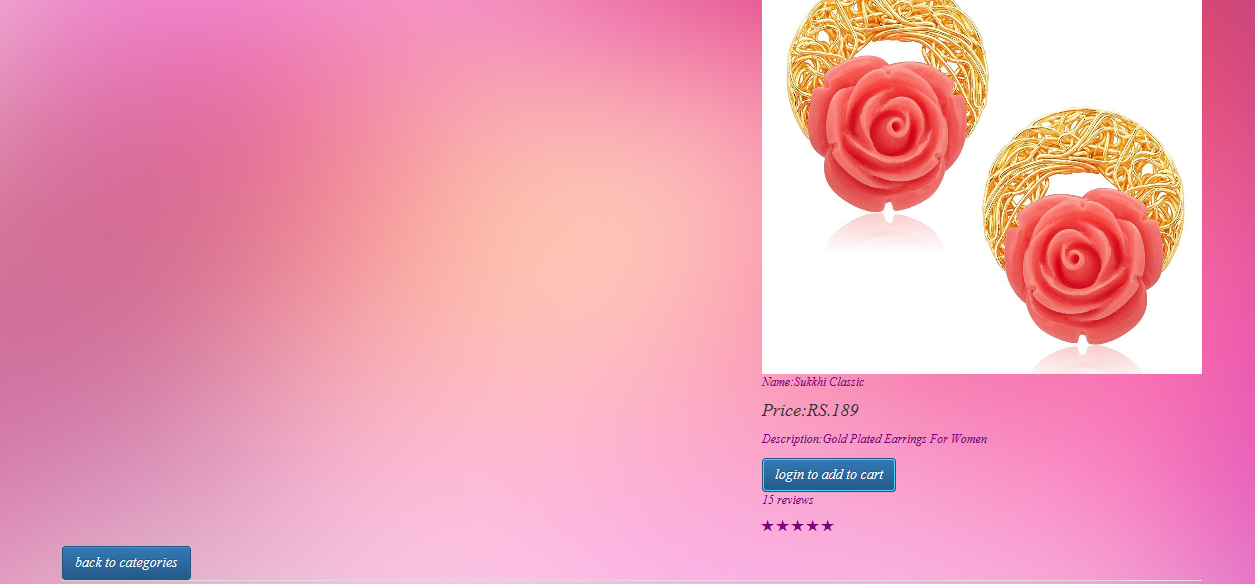 Name:Sukkhi Classic
Price:RS.189
Description:Gold Plated Earrings For Women
login to add to cart
15 reviews
★★★★★
back to categories